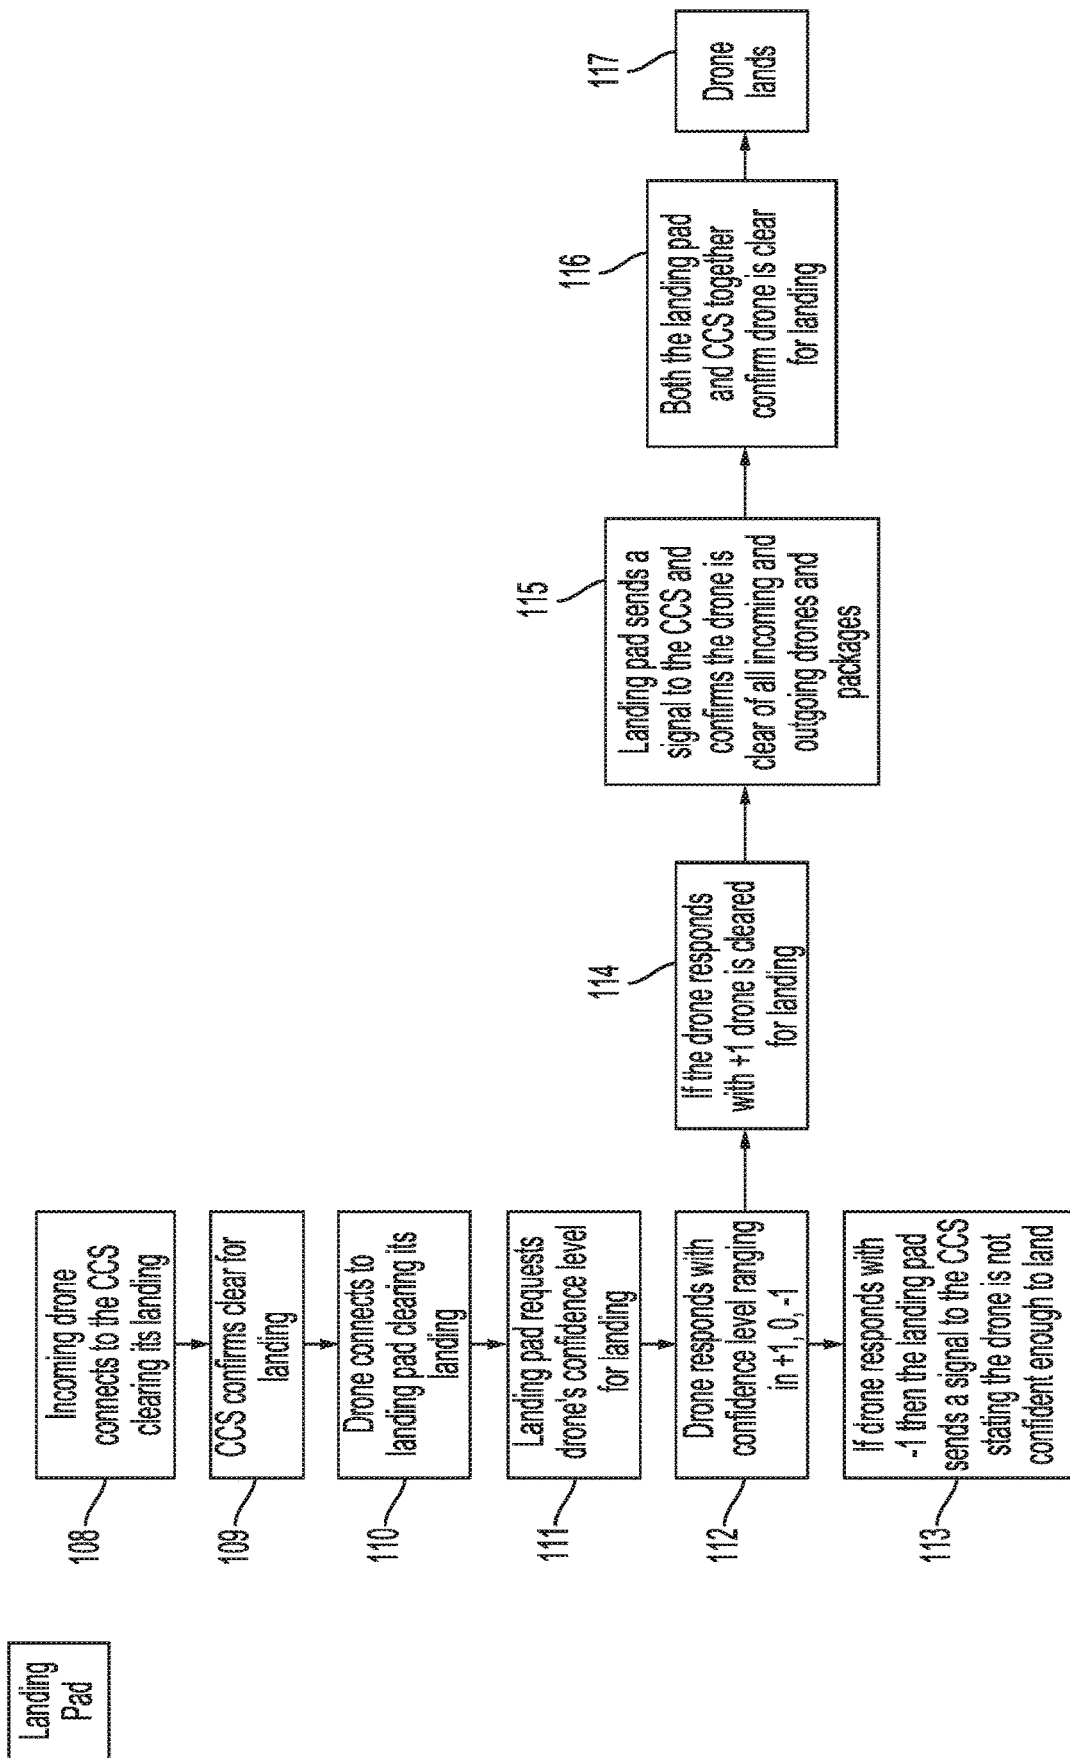 Landing
Pad
108
Incoming drone
connects to the CCS
clearing its landing
109
CCS confirms clear for
landing
110
Drone connects to
landing pad clearing its
landing
111
Landing pad requests
drone's confidence level
for landing
112
Drone responds with
confidence level ranging
in +1, 0, -1
113
If drone responds with
-1 then the landing pad
sends a signal to the CCS
stating the drone is not
confident enough to land
114
If the drone responds
with +1 drone is cleared
for landing
115
Landing pad sends a
signal to the CCS and
confirms the drone is
clear of all incoming and
outgoing drones and
packages
116
Both the landing pad
and CCS together
confirm drone is clear
for landing
117
Drone
lands